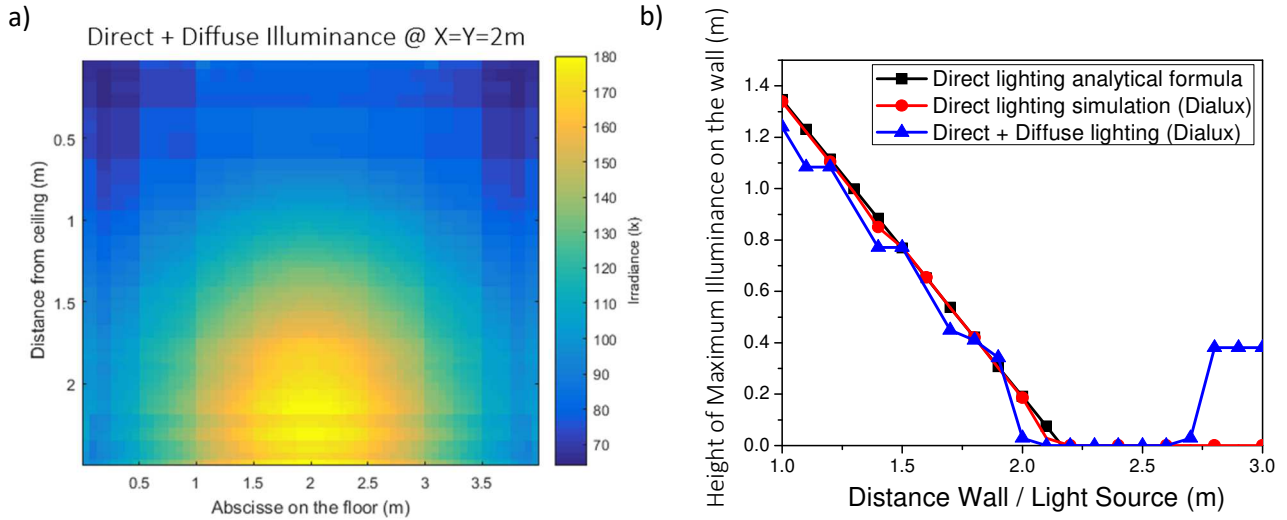 a)
Direct + Diffuse Illuminance @ X=Y=2m
180
170
160
150
140
130
120
110
100
90
80
70
Irradiance (lx)
0.5
1
1.5
2
Distance from ceiling (m)
0.5 1 1.5 2 2.5 3 3.5
Abscisse on the floor (m)
b)
Height of Maximum Illuminance on the wall (m)
1.4
1.2
1.0
0.8
0.6
0.4
0.2
0.0
Direct lighting analytical formula
Direct lighting simulation (Dialux)
Direct + Diffuse lighting (Dialux)
1.0 1.5 2.0 2.5 3.0
Distance Wall / Light Source (m)